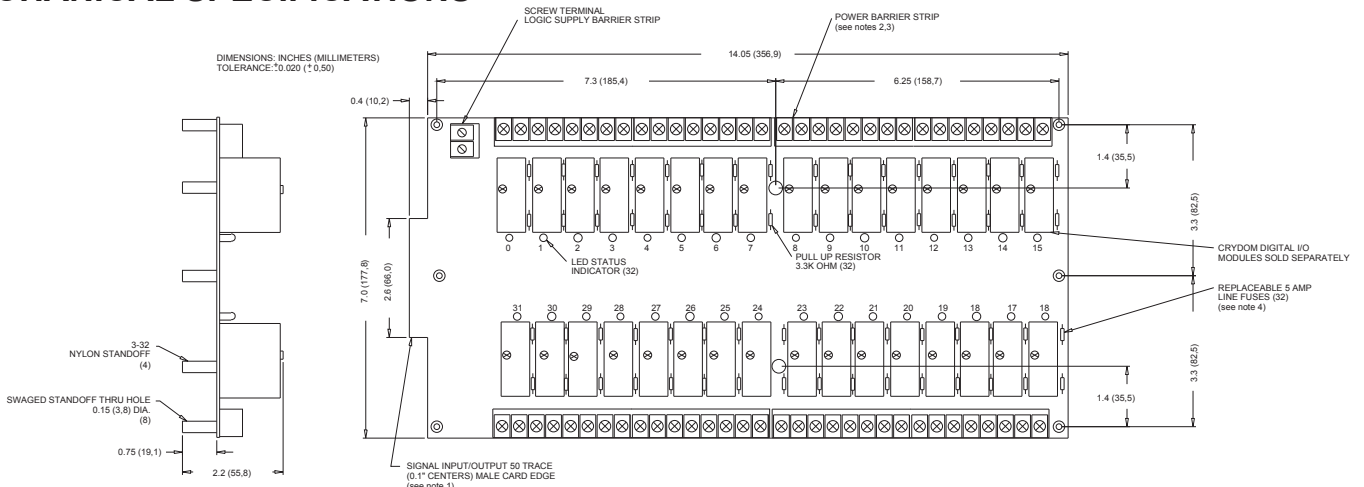 SCREW TERMINAL
LOGIC SUPPLY BARRIER STRIP
POWER BARRIER STRIP
(see notes 2,3)
DIMENSIONS: INCHES (MILLIMETERS)
TOLERANCE:±0.020 (± 0,50)
14.05 (356,9)
7.3 (185,4)
6.25 (158,7)
0.4 (10,2)
1.4 (35,5)
3.3 (82,5)
7.0 (177,8)
2.6 (66,0)
0 1 2 3 4 5 6 7 8 9 10 11 12 13 14 15
LED STATUS
INDICATOR (32)
PULL UP RESISTOR
3.3K OHM (32)
CRYDOM DIGITAL I/O
MODULES SOLD SEPARATELY
REPLACEABLE 5 AMP
LINE FUSES (32)
(see note 4)
31 30 29 28 27 26 25 24 23 22 21 20 19 18 17 18
3-32
NYLON STANDOFF
(4)
SWAGED STANDOFF THRU HOLE
0.15 (3,8) DIA.
(8)
3.3 (82,5)
1.4 (35,5)
0.75 (19,1)
2.2 (55,8)
SIGNAL INPUT/OUTPUT 50 TRACE
(0.1" CENTERS) MALE CARD EDGE
(see note 1)